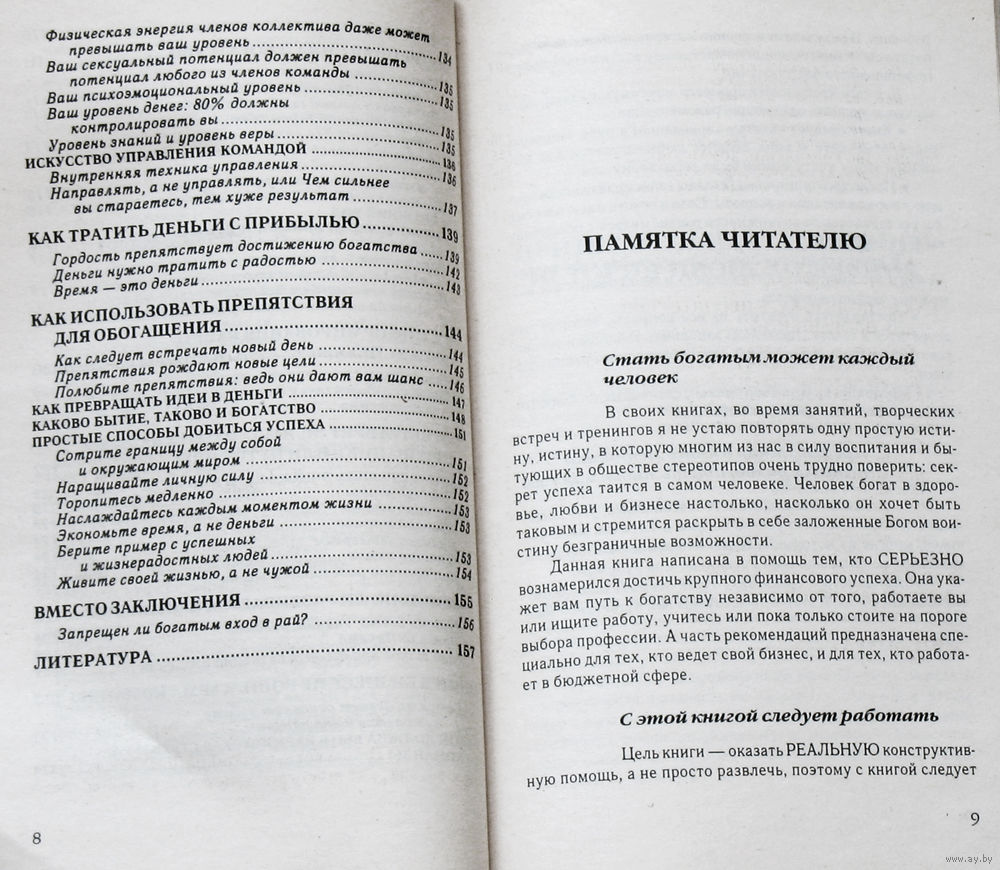 Физическая энергия членов коллектива даже может
превышать ваш уровень ..... 134
Ваш сексуальный потенциал должен превышать
потенциал любого из членов команды ..... 135
Ваш психоэмоциональный уровень ..... 135
Ваш уровень денег: 80% должны
контролировать вы ..... 135
Уровень знаний и уровень веры ..... 135
ИСКУССТВО УПРАВЛЕНИЯ КОМАНДОЙ ..... 136
Внутренняя техника управления ..... 136
Направлять, а не управлять, или Чем сильнее
вы стараетесь, тем хуже результат ..... 137
КАК ТРАТИТЬ ДЕНЬГИ С ПРИБЫЛЬЮ ..... 139
Гордость препятствует достижению богатства ..... 139
Деньги нужно тратить с радостью ..... 142
Время — это деньги ..... 143
КАК ИСПОЛЬЗОВАТЬ ПРЕПЯТСТВИЯ
ДЛЯ ОБОГАЩЕНИЯ ..... 144
Как следует встречать новый день ..... 144
Препятствия рождают новые цели ..... 145
Полюбите препятствия: ведь они дают вам шанс ..... 146
КАК ПРЕВРАЩАТЬ ИДЕИ В ДЕНЬГИ ..... 147
КАКОВО БЫТИЕ, ТАКОВО И БОГАТСТВО ..... 148
ПРОСТЫЕ СПОСОБЫ ДОБИТЬСЯ УСПЕХА ..... 151
Сотрите границу между собой
и окружающим миром ..... 151
Наращивайте личную силу ..... 152
Торопитесь медленно ..... 152
Наслаждайтесь каждым моментом жизни ..... 153
Экономьте время, а не деньги ..... 153
Берите пример с успешных
и жизнерадостных людей ..... 153
Живите своей жизнью, а не чужой ..... 154
ВМЕСТО ЗАКЛЮЧЕНИЯ ..... 155
Запрещен ли богатым вход в рай? ..... 156
ЛИТЕРАТУРА ..... 157
8
ПАМЯТКА ЧИТАТЕЛЮ
Стать богатым может каждый
человек
В своих книгах, во время занятий, творческих
встреч и тренингов я не устаю повторять одну простую исти-
ну, истину, в которую многим из нас в силу воспитания и бы-
тующих в обществе стереотипов очень трудно поверить: сек-
рет успеха таится в самом человеке. Человек богат в здоро-
вье, любви и бизнесе настолько, насколько он хочет быть
таковым и стремится раскрыть в себе заложенные Богом вои-
стину безграничные возможности.
Данная книга написана в помощь тем, кто СЕРЬЕЗНО
вознамерился достичь крупного финансового успеха. Она ука-
жет вам путь к богатству независимо от того, работаете вы
или ищите работу, учитесь или пока только стоите на пороге
выбора профессии. А часть рекомендаций предназначена спе-
циально для тех, кто ведет свой бизнес, и для тех, кто работа-
ет в бюджетной сфере.
С этой книгой следует работать
Цель книги — оказать РЕАЛЬНУЮ конструктив-
ную помощь, а не просто развлечь, поэтому с книгой следует
9
www.ay.by